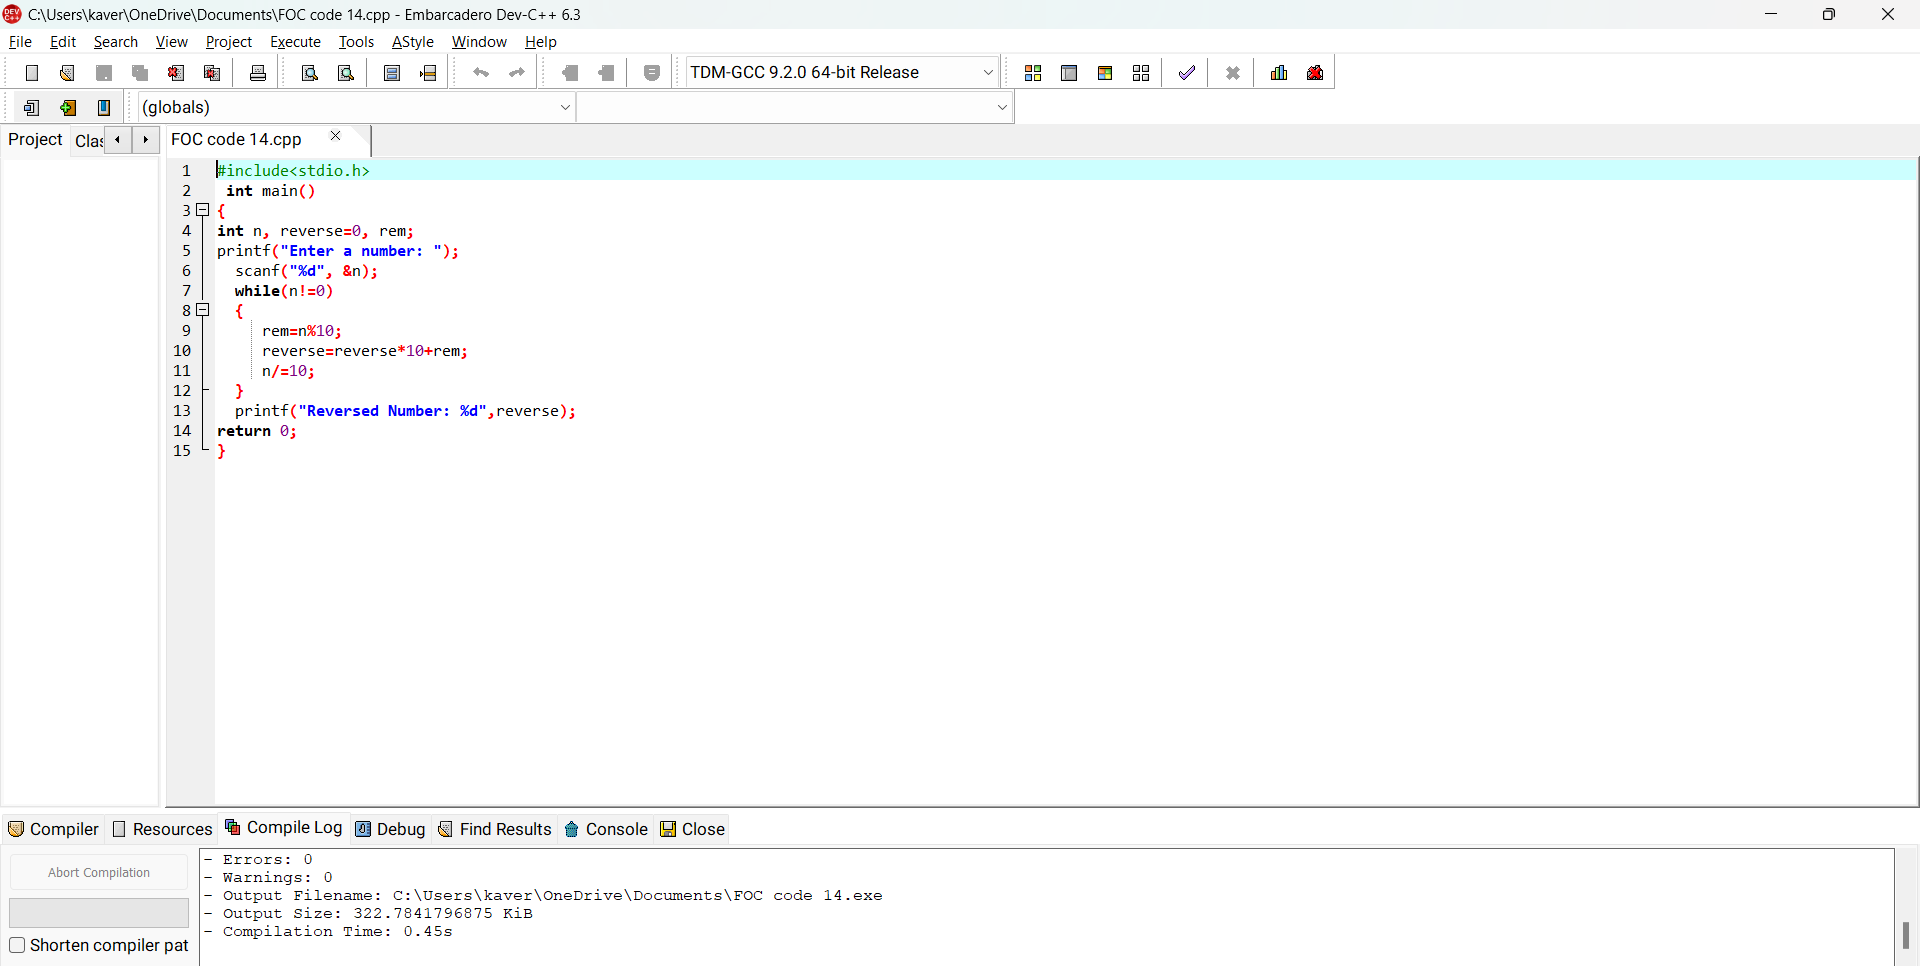 C:\Users\kaver\OneDrive\Documents\FOC code 14.cpp - Embarcadero Dev-C++ 6.3
File Edit Search View Project Execute Tools AStyle Window Help
TDM-GCC 9.2.0 64-bit Release
(globals)
Project Clas FOC code 14.cpp
1 #include<stdio.h>
2 int main()
3 {
4 int n, reverse=0, rem;
5 printf("Enter a number: ");
6 scanf("%d", &n);
7 while(n!=0)
8 {
9 rem=n%10;
10 reverse=reverse*10+rem;
11 n/=10;
12 }
13 printf("Reversed Number: %d",reverse);
14 return 0;
15 }
Compiler Resources Compile Log Debug Find Results Console Close
Abort Compilation
Shorten compiler pat
- Errors: 0
- Warnings: 0
- Output Filename: C:\Users\kaver\OneDrive\Documents\FOC code 14.exe
- Output Size: 322.7841796875 KiB
- Compilation Time: 0.45s